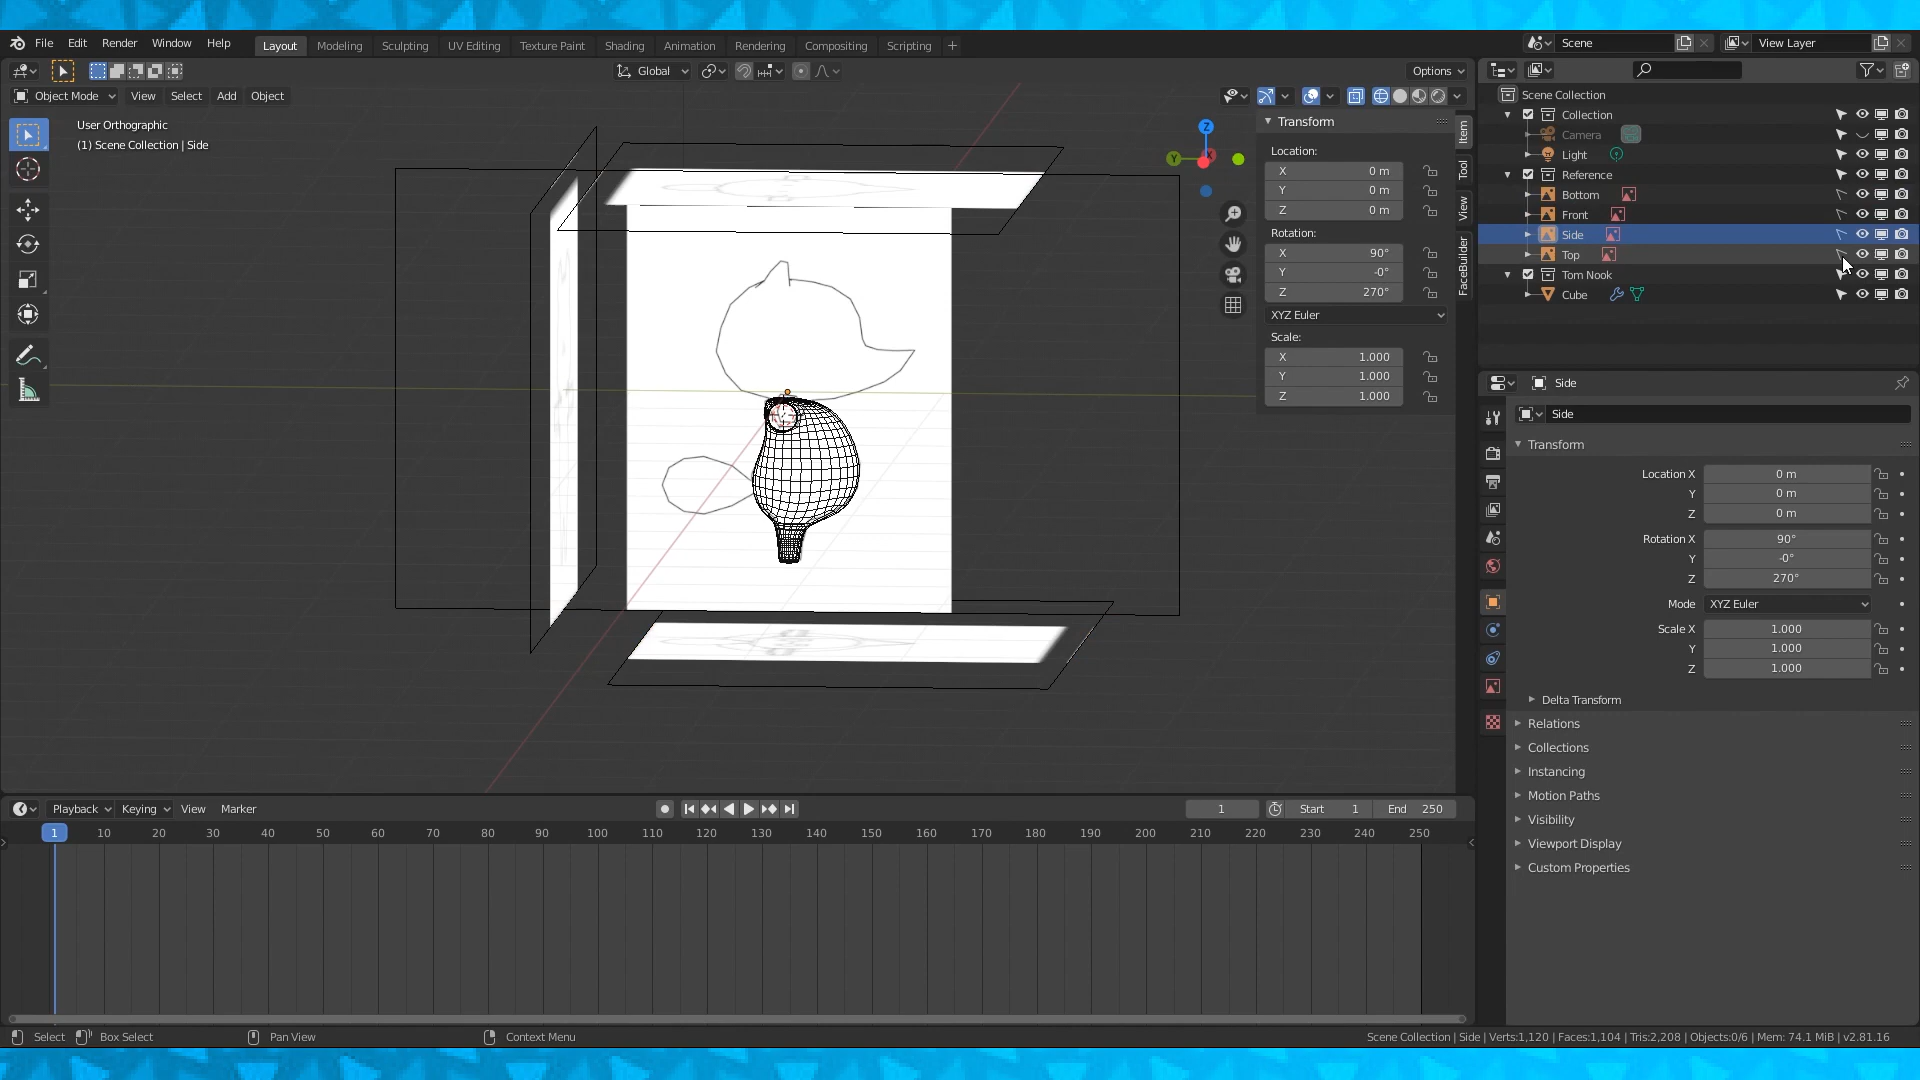 File Edit Render Window Help Layout Modeling Sculpting UV Editing Texture Paint Shading Animation Rendering Compositing Scripting + Scene View Layer
Global Options
Object Mode View Select Add Object
User Orthographic
(1) Scene Collection | Side
Z
Y
X
Transform
Location:
X 0 m
Y 0 m
Z 0 m
Rotation:
X 90°
Y -0°
Z 270°
XYZ Euler
Scale:
X 1.000
Y 1.000
Z 1.000
Item
Tool
View
FaceBuilder
Scene Collection
Collection
Camera
Light
Reference
Bottom
Front
Side
Top
Tom Nook
Cube
Side
Side
Transform
Location X 0 m
Y 0 m
Z 0 m
Rotation X 90°
Y -0°
Z 270°
Mode XYZ Euler
Scale X 1.000
Y 1.000
Z 1.000
Delta Transform
Relations
Collections
Instancing
Motion Paths
Visibility
Viewport Display
Custom Properties
Playback Keying View Marker 1 Start 1 End 250
1 10 20 30 40 50 60 70 80 90 100 110 120 130 140 150 160 170 180 190 200 210 220 230 240 250
Select Box Select Pan View Context Menu Scene Collection | Side | Verts:1,120 | Faces:1,104 | Tris:2,208 | Objects:0/6 | Mem: 74.1 MiB | v2.81.16